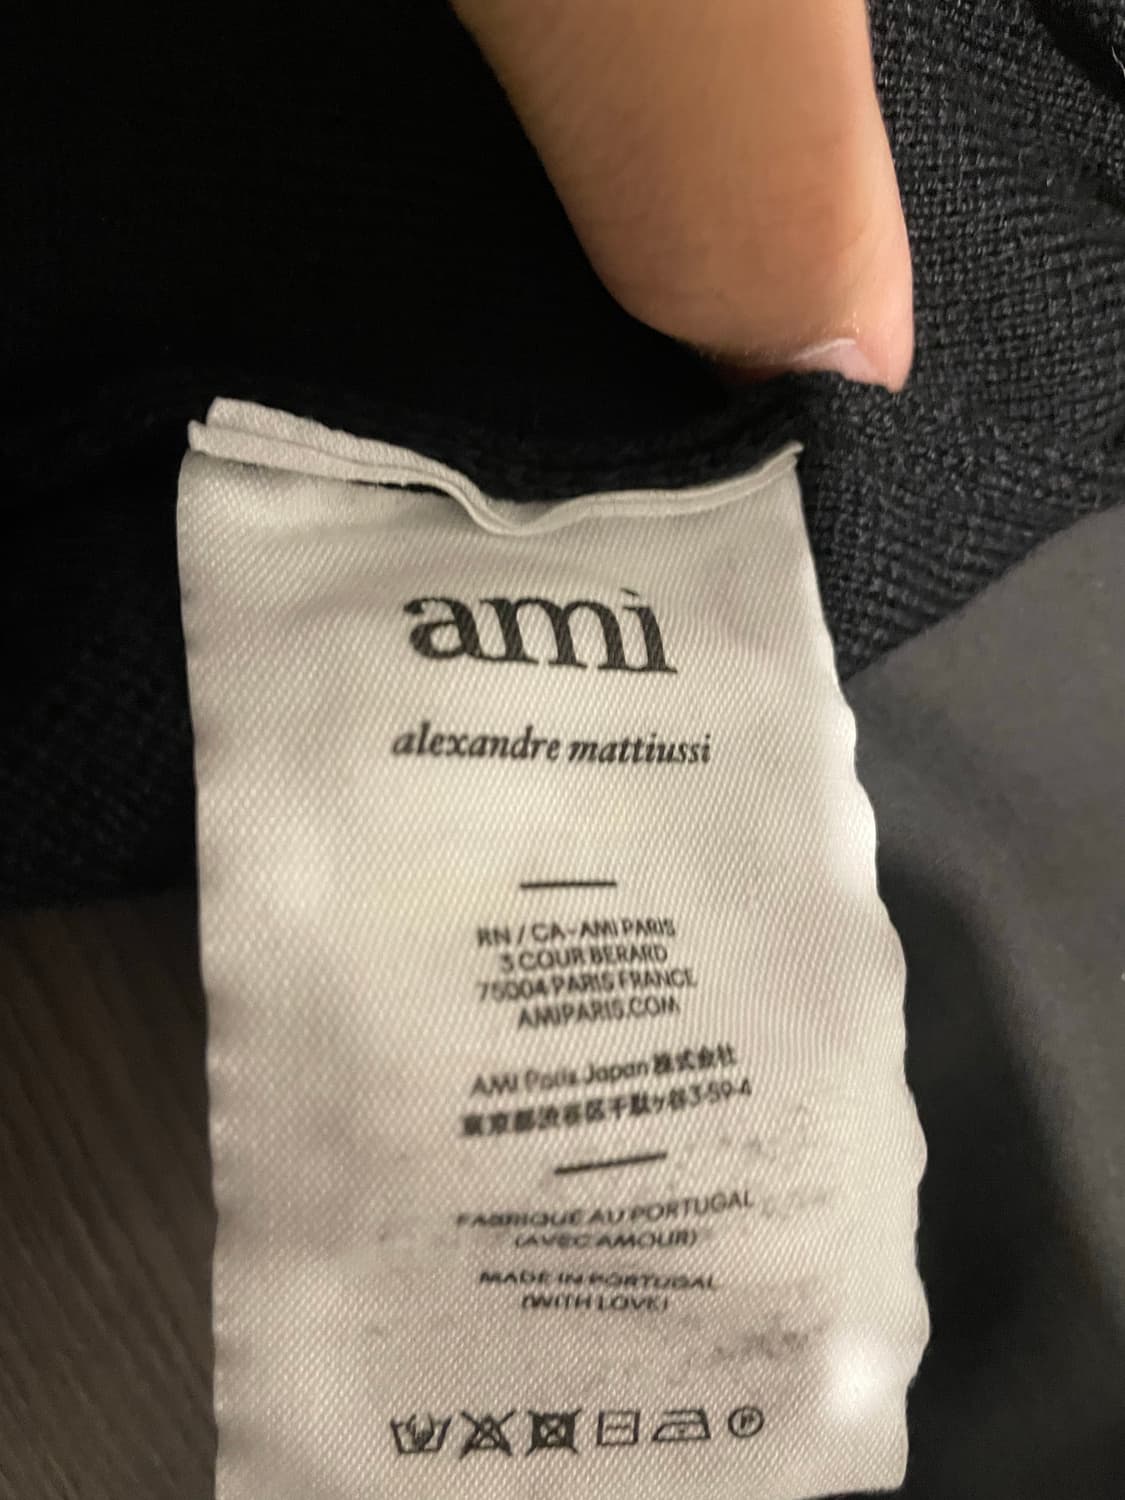 amì
alexandre mattiussi
RN / CA-AMI PARIS
3 COUR BERARD
75004 PARIS FRANCE
AMIPARIS.COM
AMI Paris Japan 株式会社
東京都渋谷区千駄ヶ谷3-59-4
FABRIQUE AU PORTUGAL
(AVEC AMOUR)
MADE IN PORTUGAL
(WITH LOVE)
P